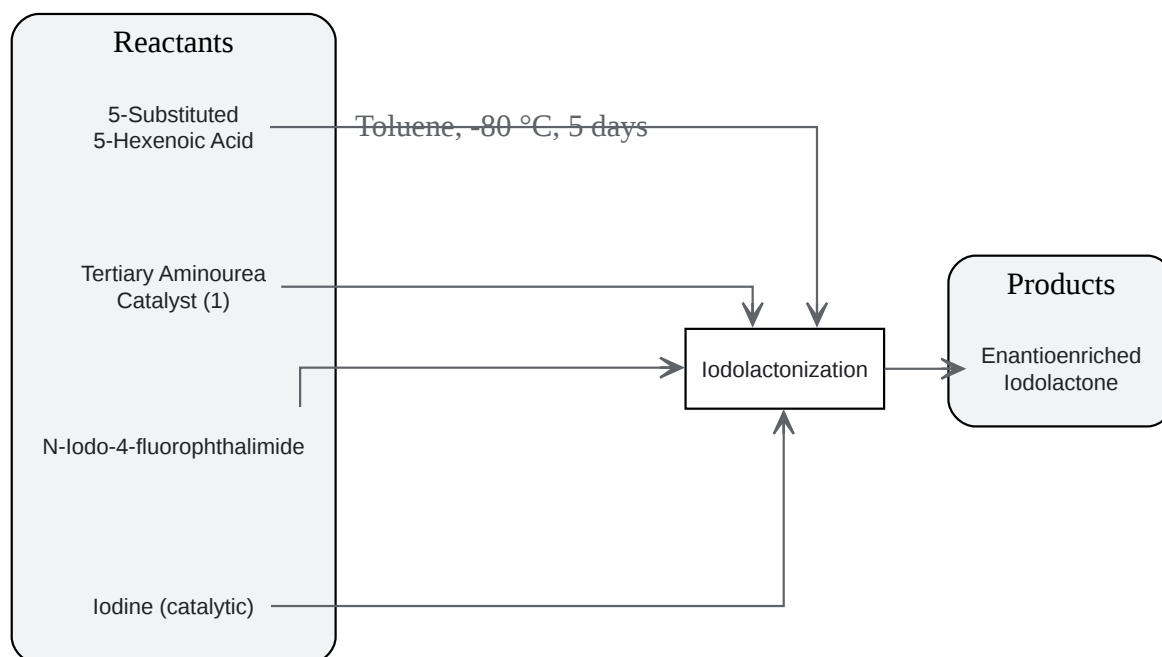 Reactants
5-Substituted
5-Hexenoic Acid
Toluene, -80 °C, 5 days
Tertiary Aminourea
Catalyst (1)
Products
Enantioenriched
Iodolactone
Iodolactonization
N-Iodo-4-fluorophthalimide
Iodine (catalytic)